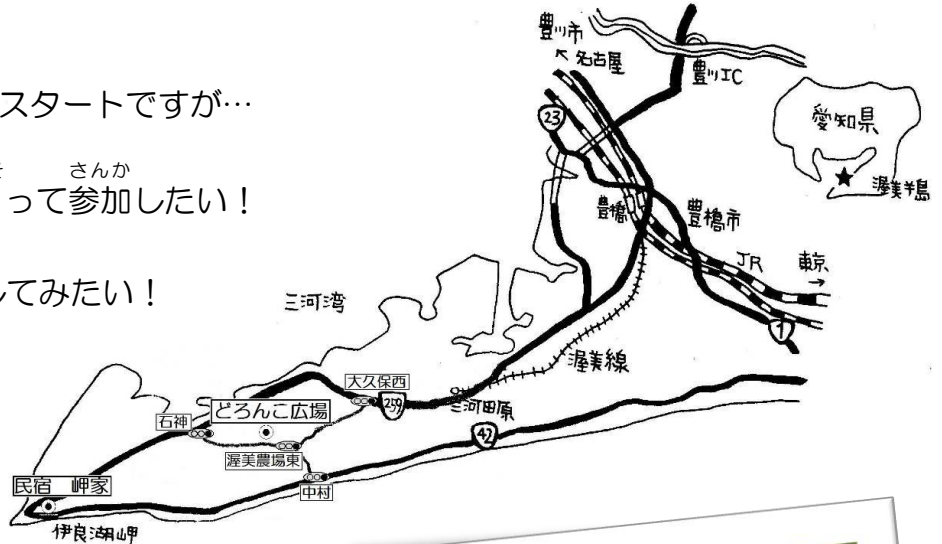 スタートですが…
さんか
って参加したい！
してみたい！
豊川市
↖名古屋
豊川IC
愛知県
★
渥美半島
23
豊橋
豊橋市
JR
東京
→
1
三河湾
渥美線
大久保西
259
三河田原
石神
どろんこ広場
42
渥美農場東
中村
民宿 岬家
伊良湖岬